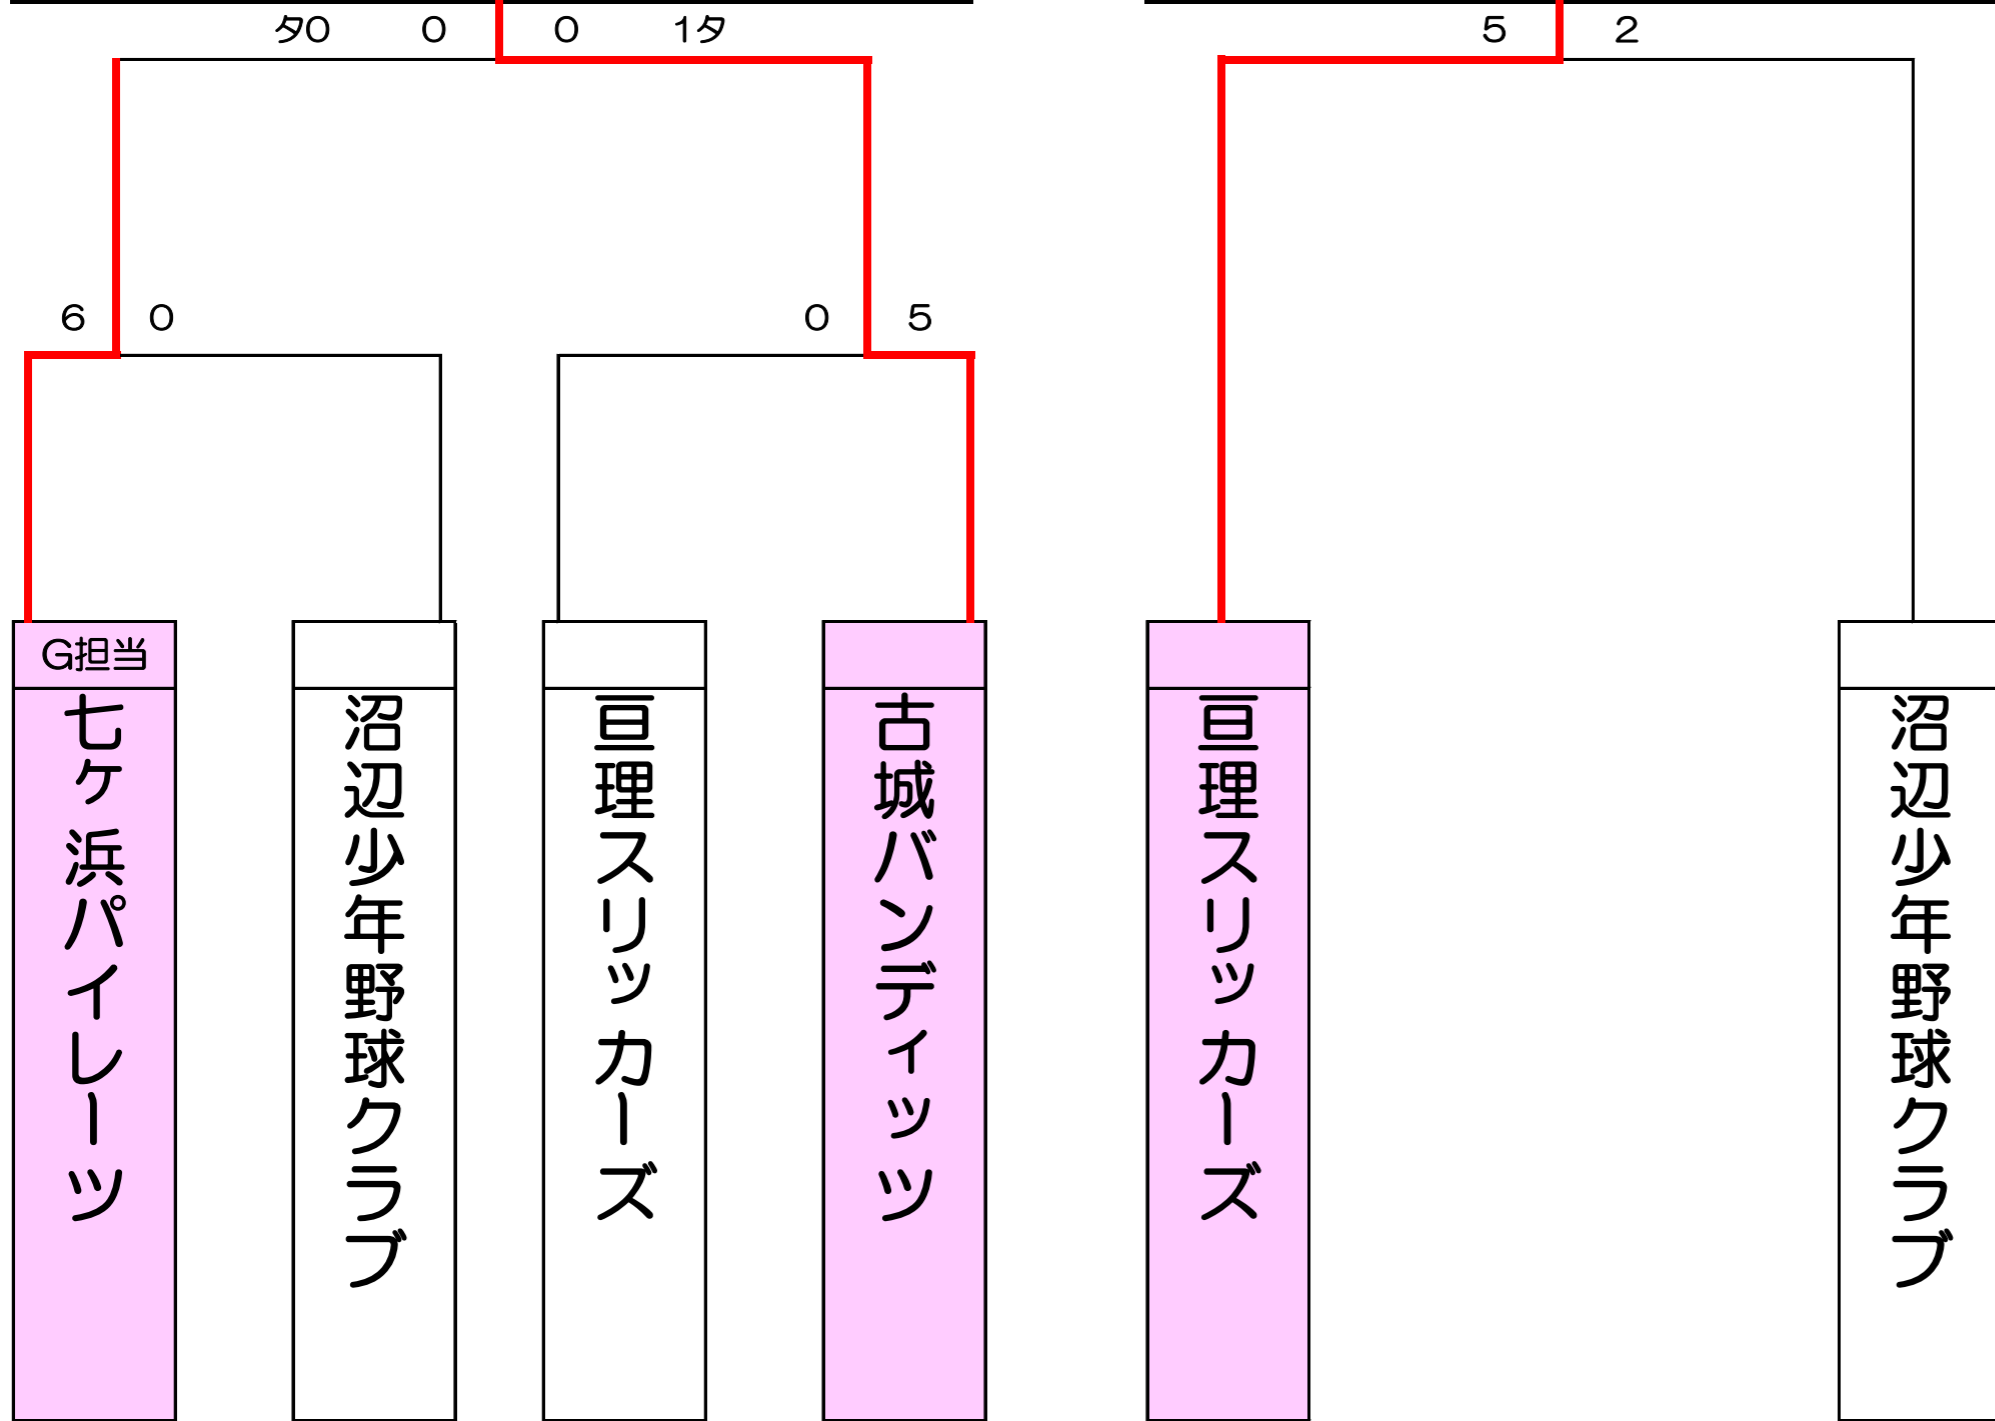 タ0 0 0 1タ
5 2
6 0
0 5
G担当
七ヶ浜パイレーツ
沼辺少年野球クラブ
亘理スリッカーズ
古城バンディッツ
亘理スリッカーズ
沼辺少年野球クラブ